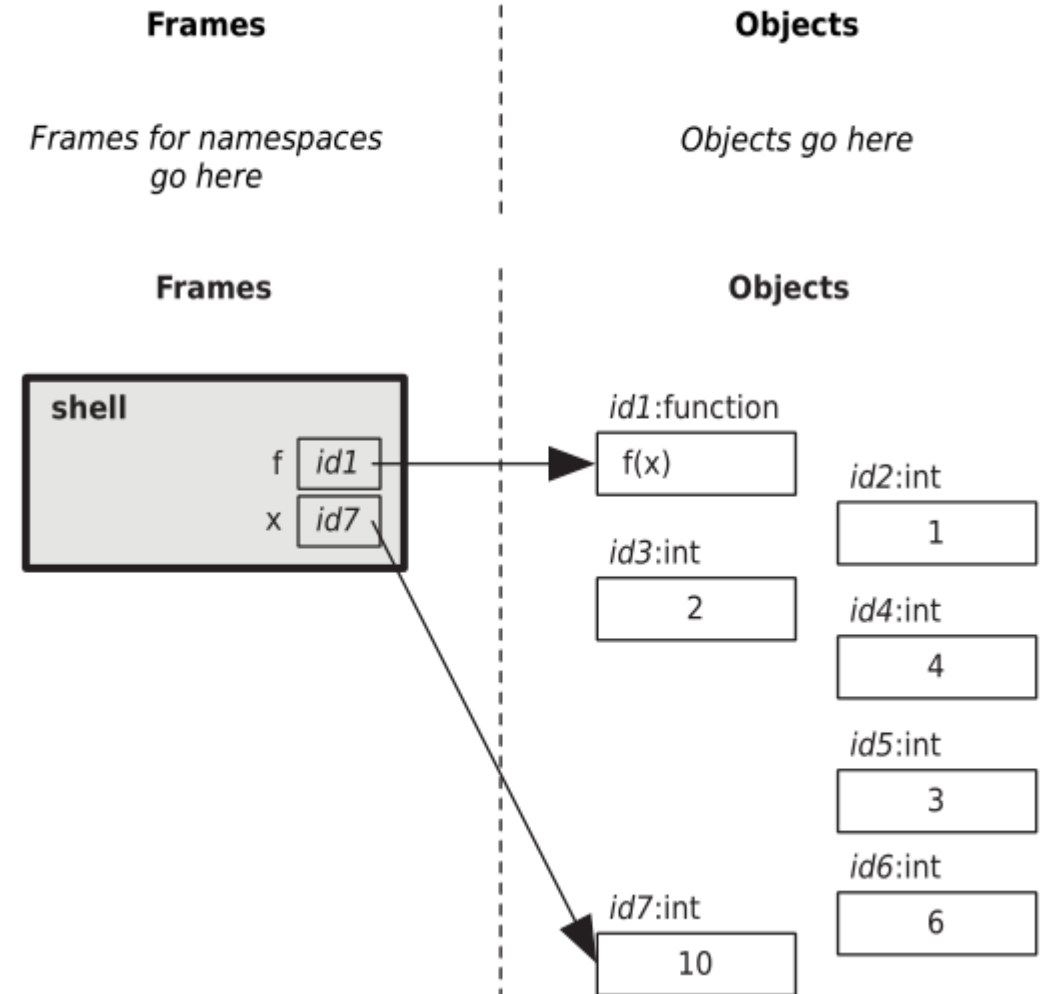 Frames
Objects
Frames for namespaces
go here
Objects go here
Frames
Objects
shell
f id1
x id7
id1:function
f(x)
id2:int
1
id3:int
2
id4:int
4
id5:int
3
id6:int
6
id7:int
10